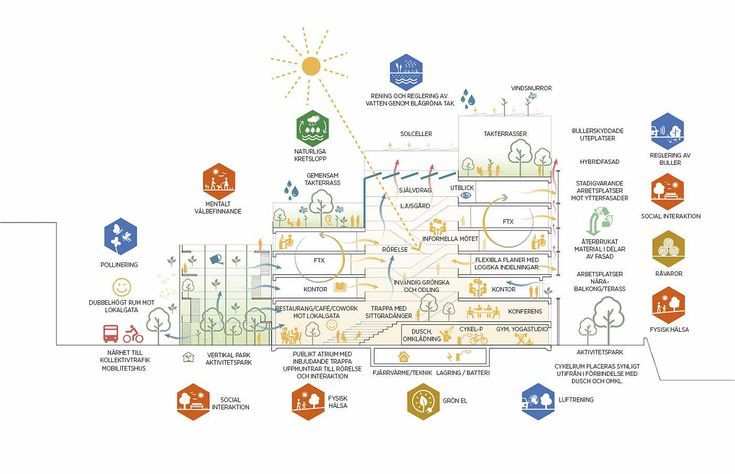 RENING OCH REGLERING AV
VATTEN GENOM BLÅGRÖNA TAK
VINDSNURROR
SOLCELLER
TAKTERRASSER
BULLERSKYDDADE
UTEPLATSER
NATURLIGA
KRETSLOPP
REGLERING AV
BULLER
HYBRIDFASAD
GEMENSAM
TAKTERRASS
SJÄLVDRAG
UTBLICK
STADIGVARANDE
ARBETSPLATSER
MOT YTTERFASADER
MENTALT
VÄLBEFINNANDE
LJUSGÅRD
SOCIAL INTERAKTION
FTX
INFORMELLA MÖTET
ÅTERBRUKAT
MATERIAL I DELAR
AV FASAD
RÖRELSE
POLLINERING
FTX
FLEXIBLA PLANER MED
LOGISKA INDELNINGAR
RÅVAROR
ARBETSPLATSER
NÄRA-
BALKONG/TERASS
INVÄNDIG GRÖNSKA
OCH ODLING
KONTOR
KONTOR
DUBBELHÖGT RUM MOT
LOKALGATA
RESTAURANG/CAFÉ/COWORK
MOT LOKALGATA
TRAPPA MED
SITTGRADÄNGER
KONFERENS
FYSISK HÄLSA
DUSCH,
OMKLÄDNING
CYKEL-P
GYM, YOGASTUDIO
NÄRHET TILL
KOLLEKTIVTRAFIK
MOBILITETSHUS
VERTIKAL PARK
AKTIVITETSPARK
PUBLIKT ATRIUM MED
INBJUDANDE TRAPPA
UPPMUNTRAR TILL RÖRELSE
OCH INTERAKTION
FJÄRRVÄRME/TEKNIK
LAGRING / BATTERI
AKTIVITETSPARK
CYKELRUM PLACERAS SYNLIGT
UTIFRÅN I FÖRBINDELSE MED
DUSCH OCH OMKL.
SOCIAL
INTERAKTION
FYSISK
HÄLSA
GRÖN EL
LUFTRENING